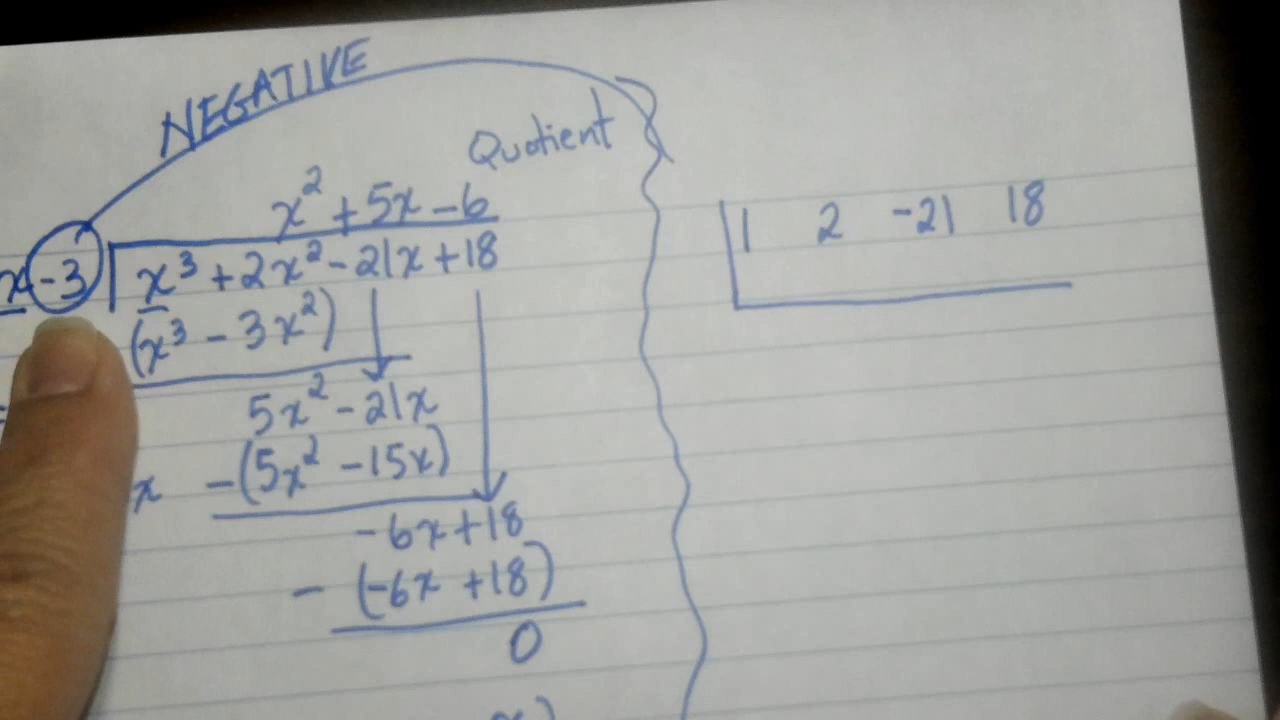 NEGATIVE
Quotient
x² + 5x - 6
x - 3 x³ + 2x² - 21x + 18
(x³ - 3x²)
5x² - 21x
x - (5x² - 15x)
-6x + 18
- (-6x + 18)
0
x)
1 2 -21 18